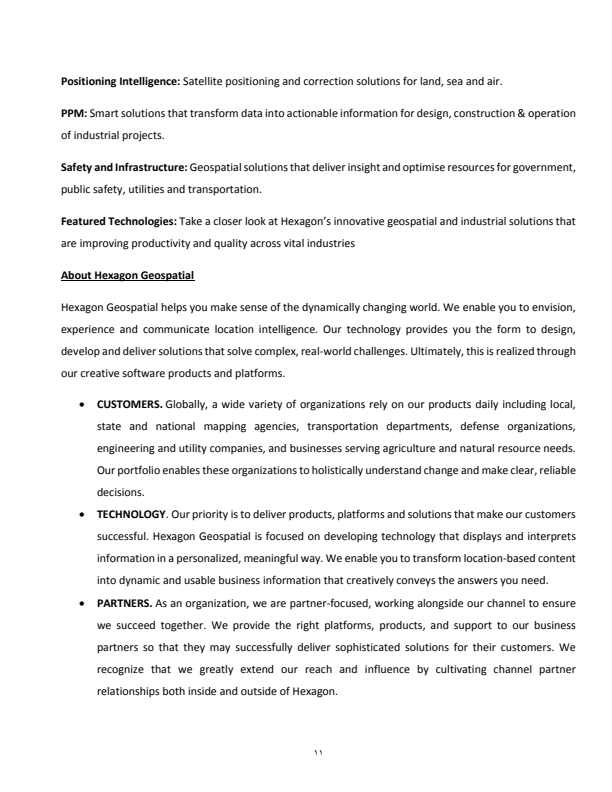 Positioning Intelligence: Satellite positioning and correction solutions for land, sea and air.
PPM: Smart solutions that transform data into actionable information for design, construction & operation
of industrial projects.
Safety and Infrastructure: Geospatial solutions that deliver insight and optimise resources for government,
public safety, utilities and transportation.
Featured Technologies: Take a closer look at Hexagon’s innovative geospatial and industrial solutions that
are improving productivity and quality across vital industries
About Hexagon Geospatial
Hexagon Geospatial helps you make sense of the dynamically changing world. We enable you to envision,
experience and communicate location intelligence. Our technology provides you the form to design,
develop and deliver solutions that solve complex, real-world challenges. Ultimately, this is realized through
our creative software products and platforms.
• CUSTOMERS. Globally, a wide variety of organizations rely on our products daily including local,
state and national mapping agencies, transportation departments, defense organizations,
engineering and utility companies, and businesses serving agriculture and natural resource needs.
Our portfolio enables these organizations to holistically understand change and make clear, reliable
decisions.
• TECHNOLOGY. Our priority is to deliver products, platforms and solutions that make our customers
successful. Hexagon Geospatial is focused on developing technology that displays and interprets
information in a personalized, meaningful way. We enable you to transform location-based content
into dynamic and usable business information that creatively conveys the answers you need.
• PARTNERS. As an organization, we are partner-focused, working alongside our channel to ensure
we succeed together. We provide the right platforms, products, and support to our business
partners so that they may successfully deliver sophisticated solutions for their customers. We
recognize that we greatly extend our reach and influence by cultivating channel partner
relationships both inside and outside of Hexagon.
١١